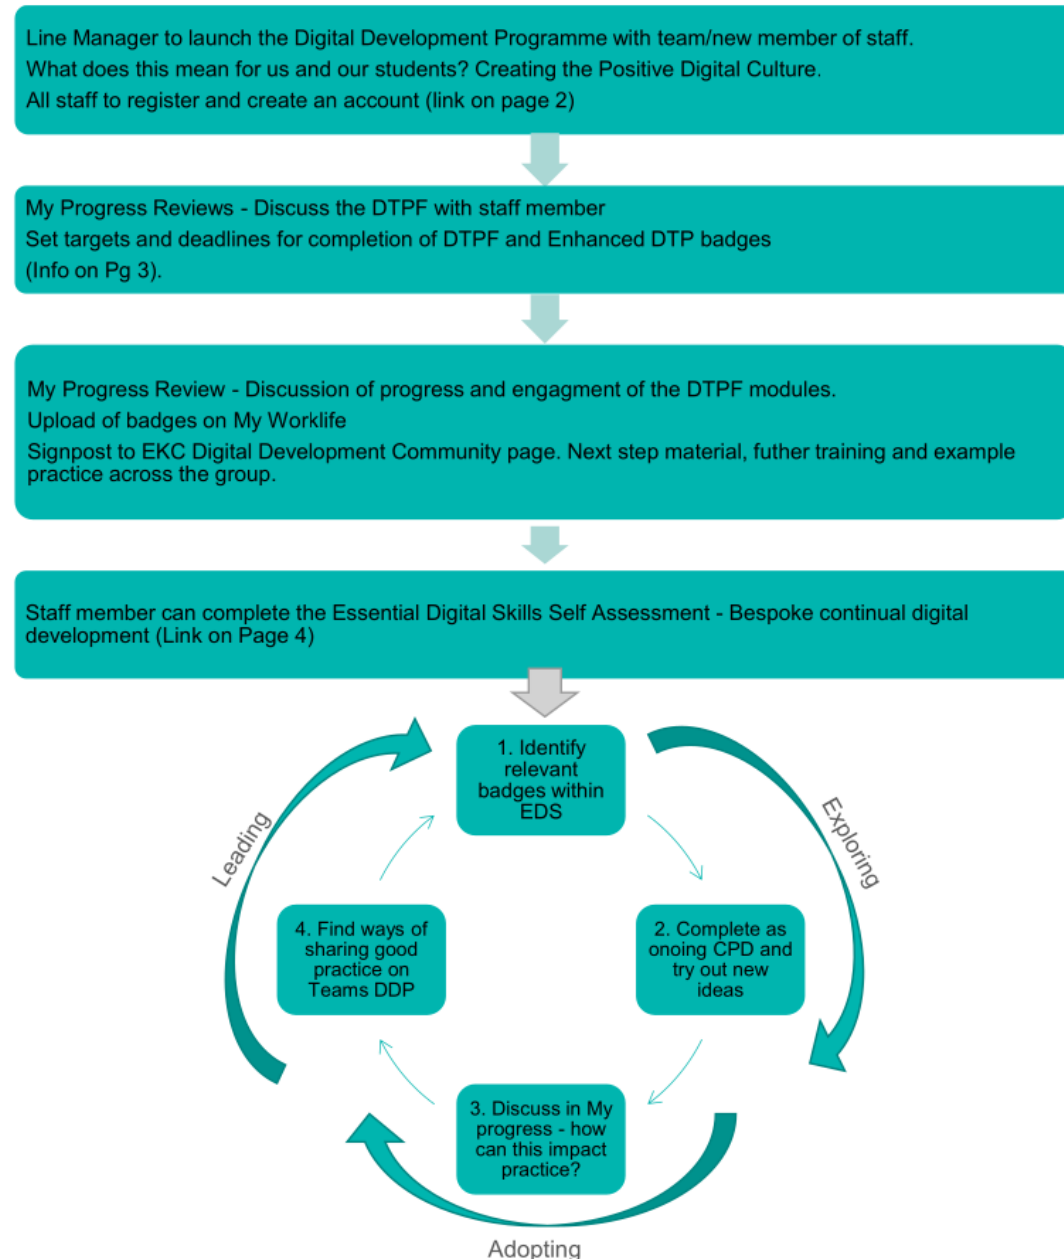 Line Manager to launch the Digital Development Programme with team/new member of staff.
What does this mean for us and our students? Creating the Positive Digital Culture.
All staff to register and create an account (link on page 2)
My Progress Reviews - Discuss the DTPF with staff member
Set targets and deadlines for completion of DTPF and Enhanced DTP badges
(Info on Pg 3).
My Progress Review - Discussion of progress and engagment of the DTPF modules.
Upload of badges on My Worklife
Signpost to EKC Digital Development Community page. Next step material, futher training and example
practice across the group.
Staff member can complete the Essential Digital Skills Self Assessment - Bespoke continual digital
development (Link on Page 4)
1. Identify
relevant
badges within
EDS
Exploring
2. Complete as
onoing CPD and
try out new
ideas
3. Discuss in My
progress - how
can this impact
practice?
Adopting
4. Find ways of
sharing good
practice on
Teams DDP
Leading